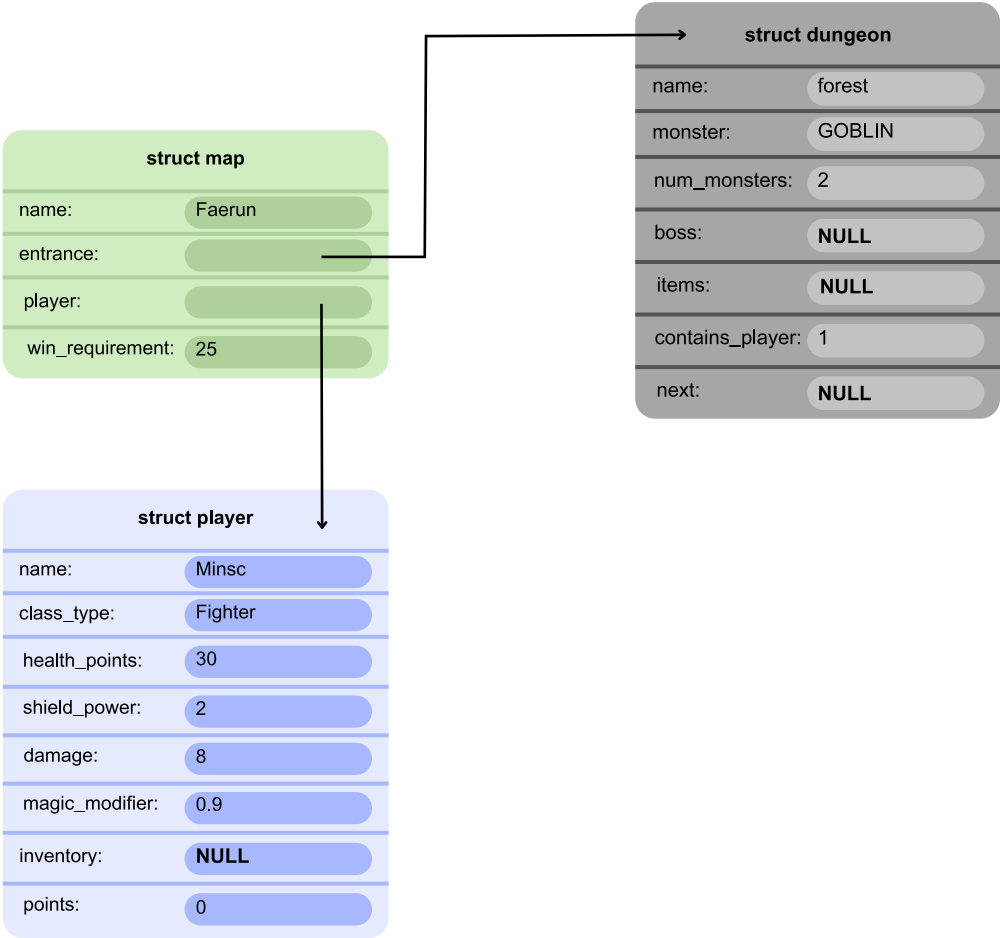 struct map
name: Faerun
entrance:
player:
win_requirement: 25
struct dungeon
name: forest
monster: GOBLIN
num_monsters: 2
boss: NULL
items: NULL
contains_player: 1
next: NULL
struct player
name: Minsc
class_type: Fighter
health_points: 30
shield_power: 2
damage: 8
magic_modifier: 0.9
inventory: NULL
points: 0